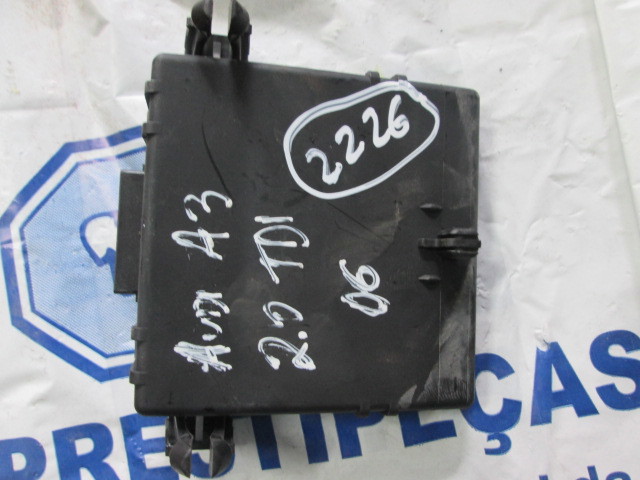 2226
AUDI A3
2.0 TDI
06
PRESTIPEÇAS